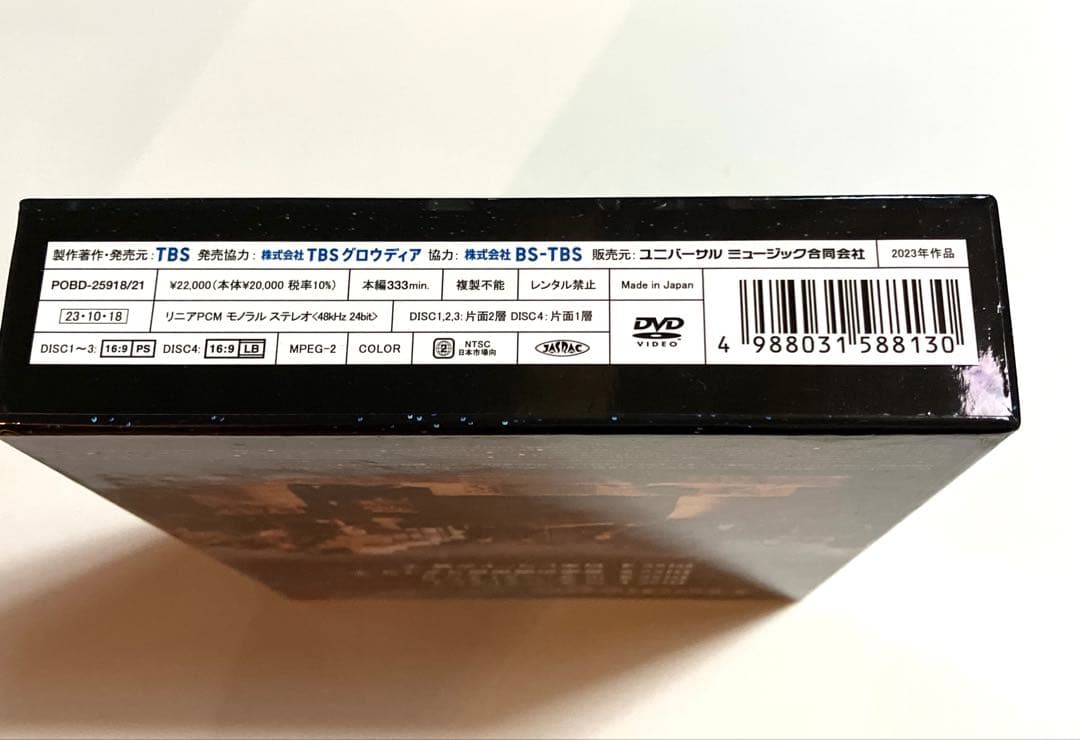 製作著作・発売元:TBS 発売協力:株式会社TBSグロウディア 協力:株式会社BS-TBS 販売元:ユニバーサル ミュージック合同会社 2023年作品
POBD-25918/21 ¥22,000(本体¥20,000 税率10%) 本編333min. 複製不能 レンタル禁止 Made in Japan
23・10・18 リニアPCM モノラル ステレオ<48kHz 24bit> DISC1,2,3:片面2層 DISC4:片面1層
DISC1〜3: 16:9 PS DISC4: 16:9 LB MPEG-2 COLOR 2 NTSC 日本市場向 JASRAC
DVD VIDEO
4 988031 588130